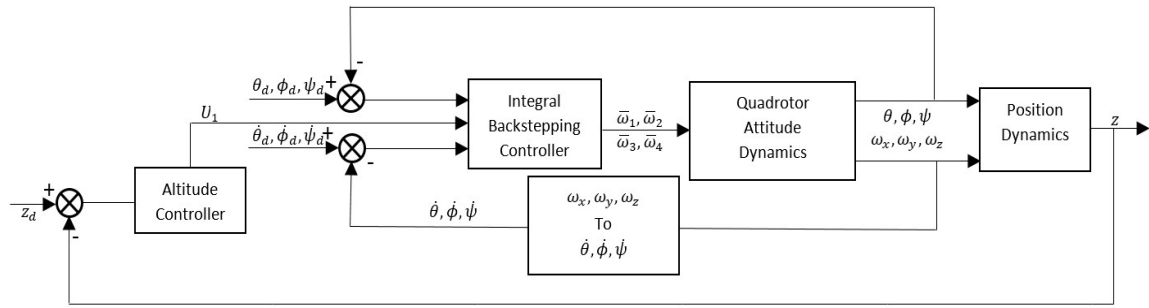 -
θ_d, ϕ_d, ψ_d +
U_1
θ̇_d, ϕ̇_d, ψ̇_d +
-
Integral
Backstepping
Controller
ω̅_1, ω̅_2
ω̅_3, ω̅_4
Quadrotor
Attitude
Dynamics
θ, ϕ, ψ
ω_x, ω_y, ω_z
Position
Dynamics
z
+
z_d
-
Altitude
Controller
θ̇, ϕ̇, ψ̇
ω_x, ω_y, ω_z
To
θ̇, ϕ̇, ψ̇